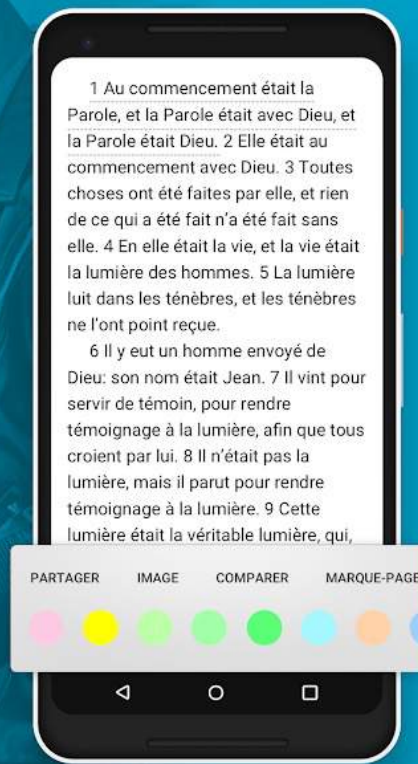 1 Au commencement était la
Parole, et la Parole était avec Dieu, et
la Parole était Dieu. 2 Elle était au
commencement avec Dieu. 3 Toutes
choses ont été faites par elle, et rien
de ce qui a été fait n'a été fait sans
elle. 4 En elle était la vie, et la vie était
la lumière des hommes. 5 La lumière
luit dans les ténèbres, et les ténèbres
ne l'ont point reçue.
6 Il y eut un homme envoyé de
Dieu: son nom était Jean. 7 Il vint pour
servir de témoin, pour rendre
témoignage à la lumière, afin que tous
croient par lui. 8 Il n'était pas la
lumière, mais il parut pour rendre
témoignage à la lumière. 9 Cette
lumière était la véritable lumière, qui,
PARTAGER IMAGE COMPARER MARQUE-PAGE